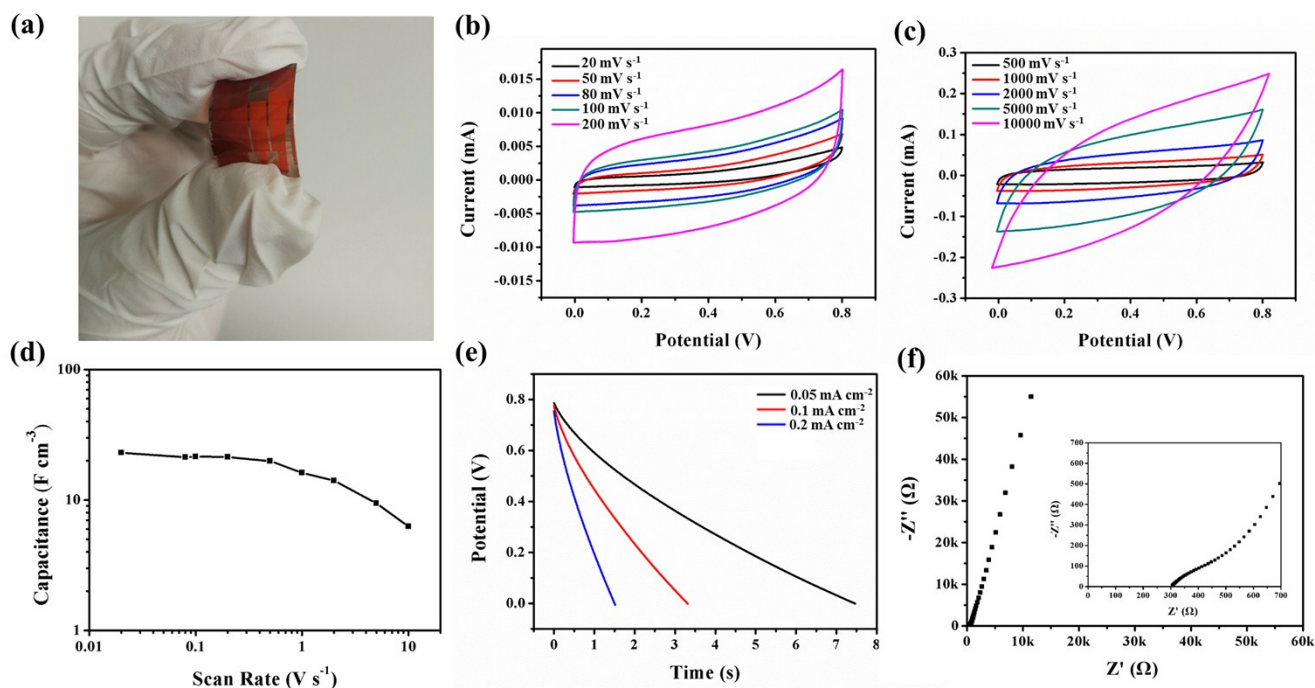 (a)
(b)
0.015
0.010
0.005
0.000
-0.005
-0.010
-0.015
Current (mA)
20 mV s⁻¹
50 mV s⁻¹
80 mV s⁻¹
100 mV s⁻¹
200 mV s⁻¹
0.0 0.2 0.4 0.6 0.8
Potential (V)
(c)
0.3
0.2
0.1
0.0
-0.1
-0.2
-0.3
Current (mA)
500 mV s⁻¹
1000 mV s⁻¹
2000 mV s⁻¹
5000 mV s⁻¹
10000 mV s⁻¹
0.0 0.2 0.4 0.6 0.8
Potential (V)
(d)
100
10
1
Capacitance (F cm⁻³)
0.01 0.1 1 10
Scan Rate (V s⁻¹)
(e)
1.0
0.8
0.6
0.4
0.2
0.0
Potential (V)
0.05 mA cm⁻²
0.1 mA cm⁻²
0.2 mA cm⁻²
0 1 2 3 4 5 6 7 8
Time (s)
(f)
60k
50k
40k
30k
20k
10k
0
-Z'' (Ω)
700
600
500
400
300
200
100
0
-Z'' (Ω)
0 100 200 300 400 500 600 700
Z' (Ω)
0 10k 20k 30k 40k 50k 60k
Z' (Ω)